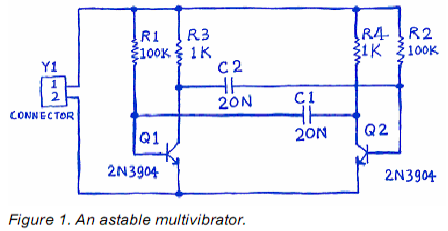 R1
100K
R3
1K
R4
1K
R2
100K
Y1
1
2
CONNECTOR
C2
20N
C1
20N
Q1
2N3904
Q2
2N3904
Figure 1. An astable multivibrator.